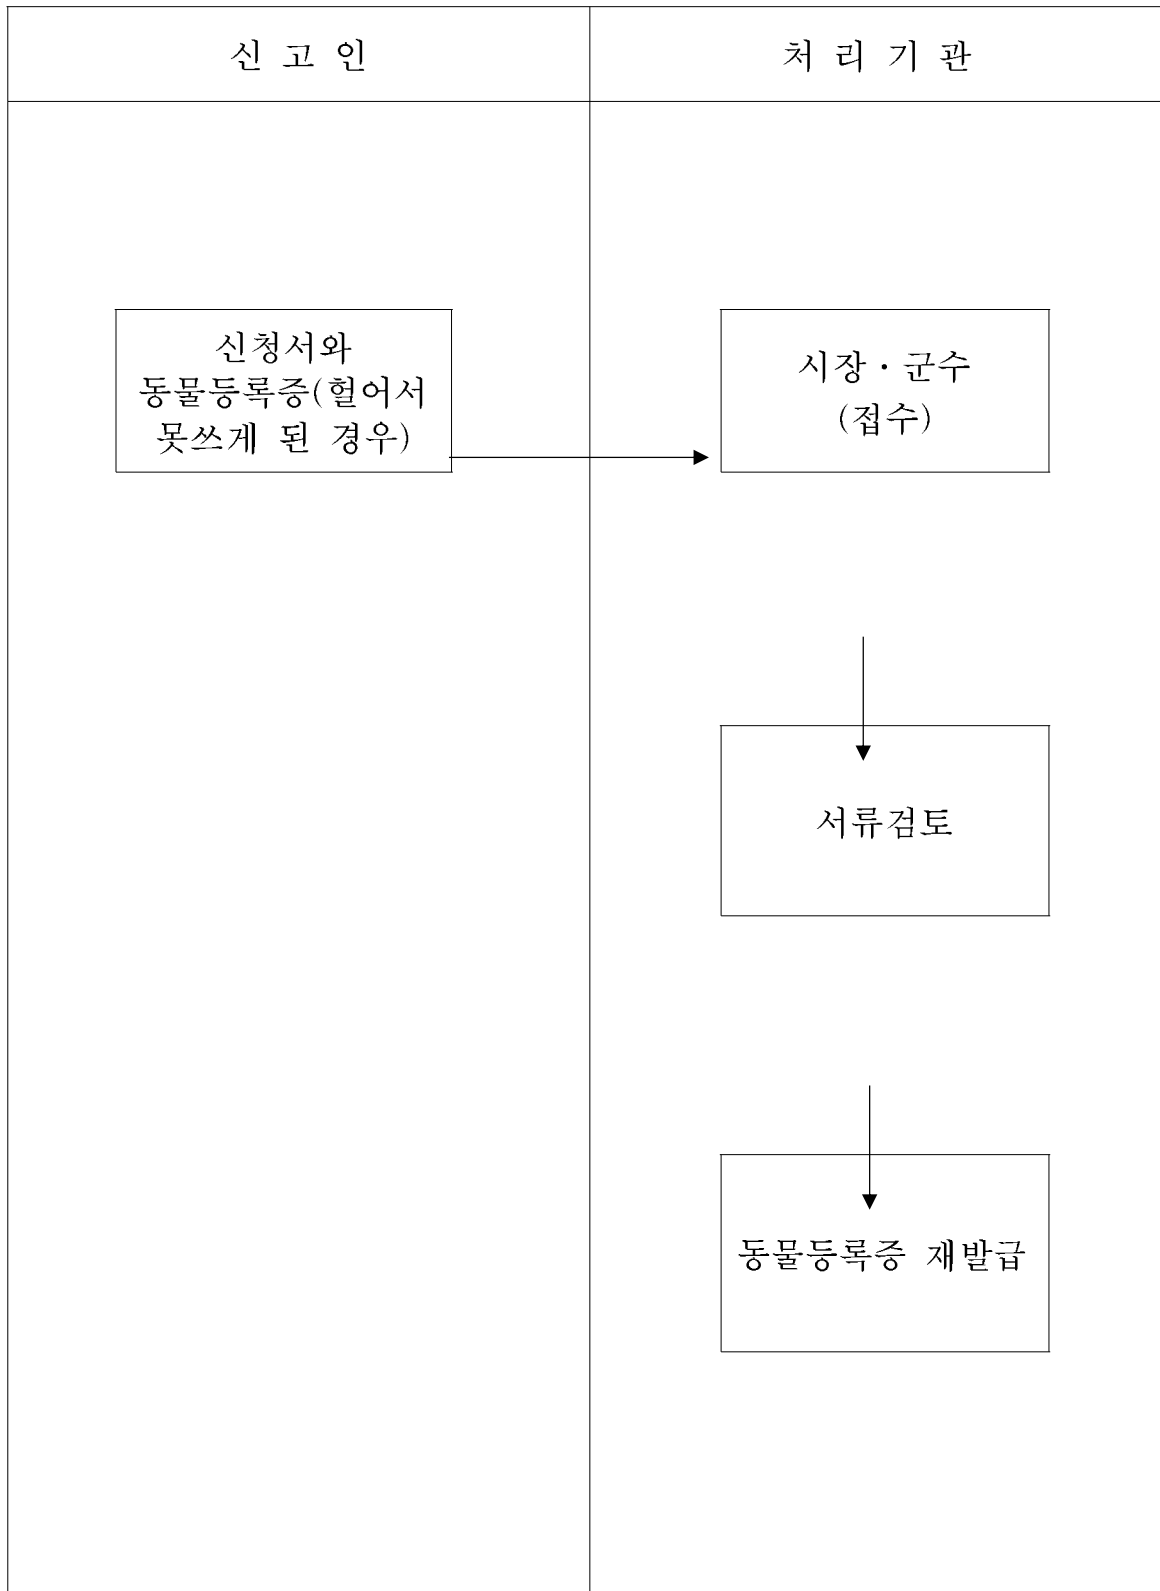 신 고 인
처 리 기 관
신청서와
동물등록증(헐어서
못쓰게 된 경우)
시장·군수
(접수)
서류검토
동물등록증 재발급